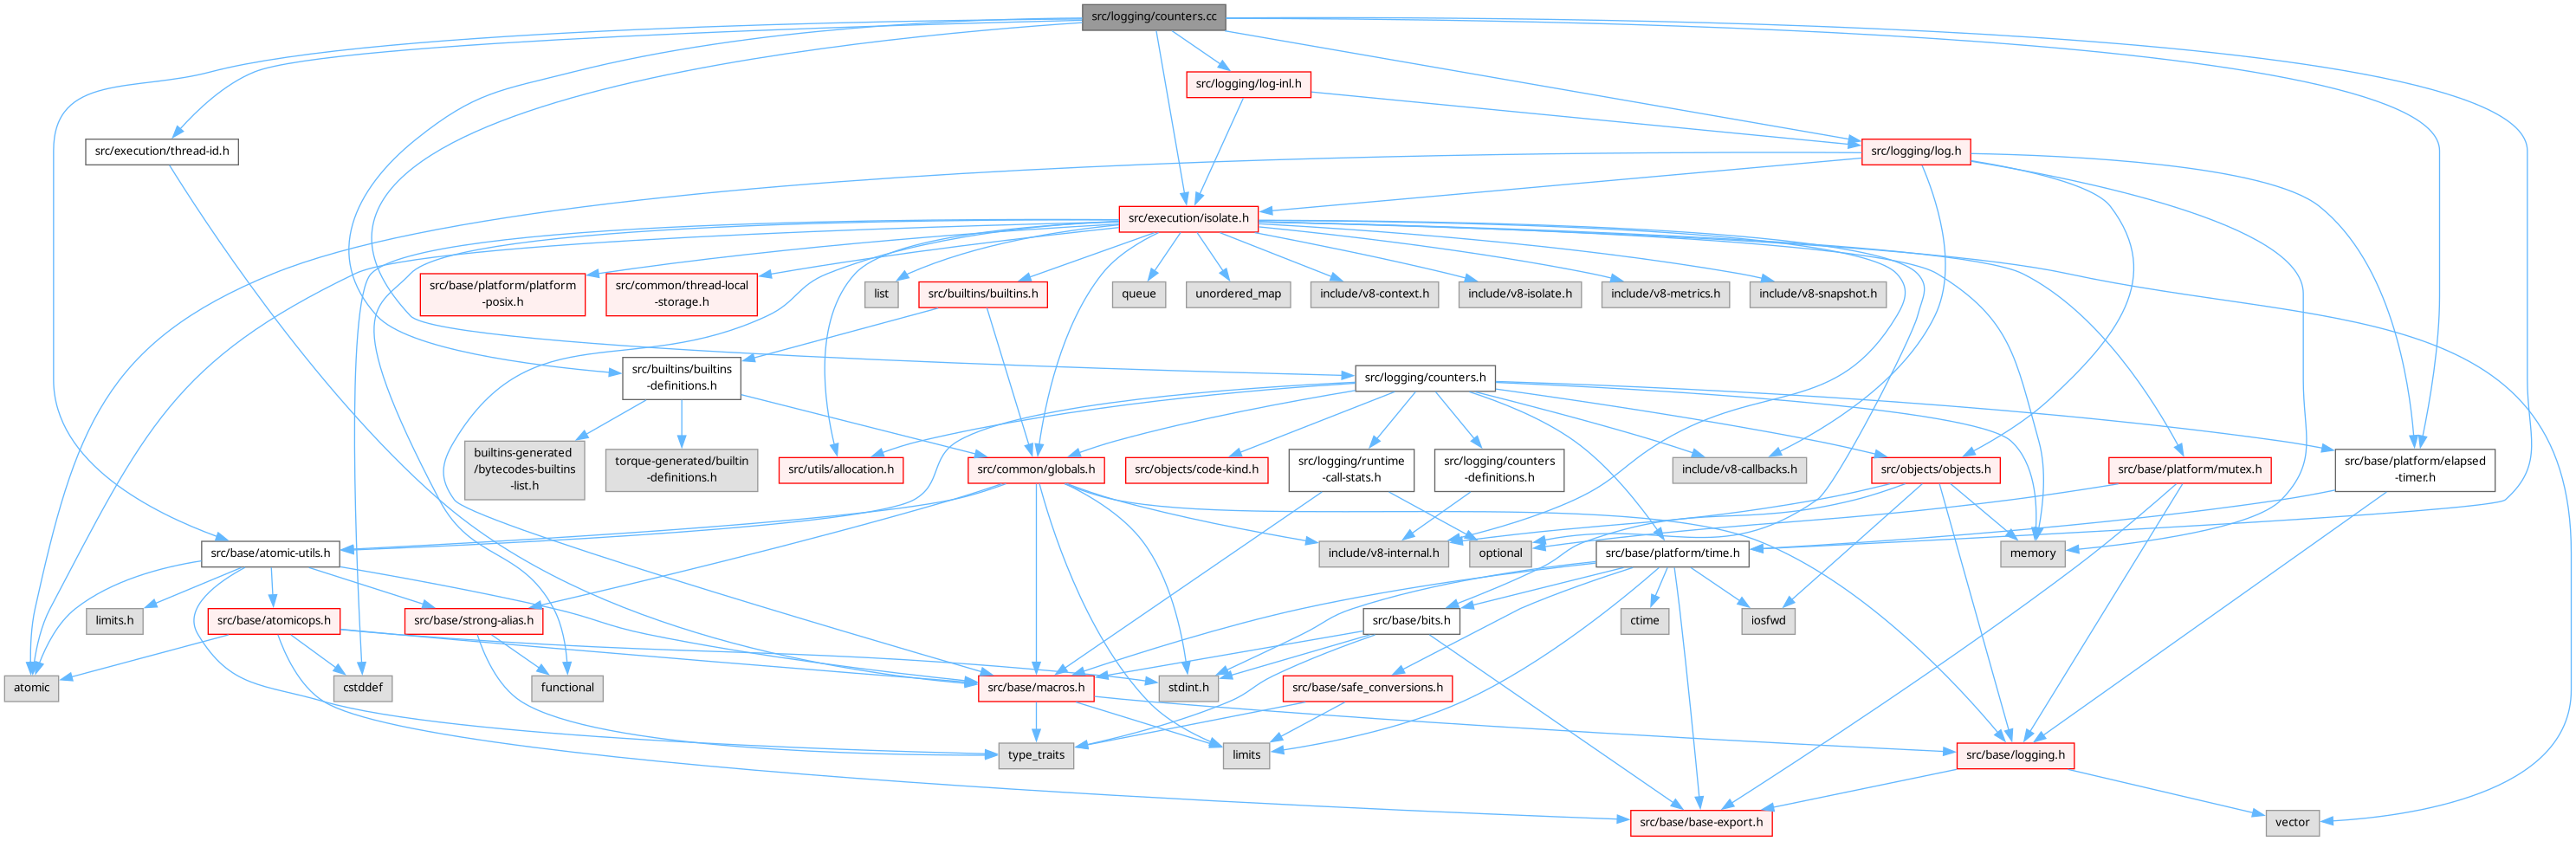 src/logging/counters.cc
src/logging/log-inl.h
src/execution/thread-id.h
src/logging/log.h
src/execution/isolate.h
src/base/platform/platform
-posix.h
src/common/thread-local
-storage.h
list
src/builtins/builtins.h
queue
unordered_map
include/v8-context.h
include/v8-isolate.h
include/v8-metrics.h
include/v8-snapshot.h
src/builtins/builtins
-definitions.h
src/logging/counters.h
builtins-generated
/bytecodes-builtins
-list.h
torque-generated/builtin
-definitions.h
src/utils/allocation.h
src/common/globals.h
src/objects/code-kind.h
src/logging/runtime
-call-stats.h
src/logging/counters
-definitions.h
include/v8-callbacks.h
src/objects/objects.h
src/base/platform/mutex.h
src/base/platform/elapsed
-timer.h
src/base/atomic-utils.h
include/v8-internal.h
optional
src/base/platform/time.h
memory
limits.h
src/base/atomicops.h
src/base/strong-alias.h
src/base/bits.h
ctime
iosfwd
atomic
cstddef
functional
src/base/macros.h
stdint.h
src/base/safe_conversions.h
type_traits
limits
src/base/logging.h
src/base/base-export.h
vector